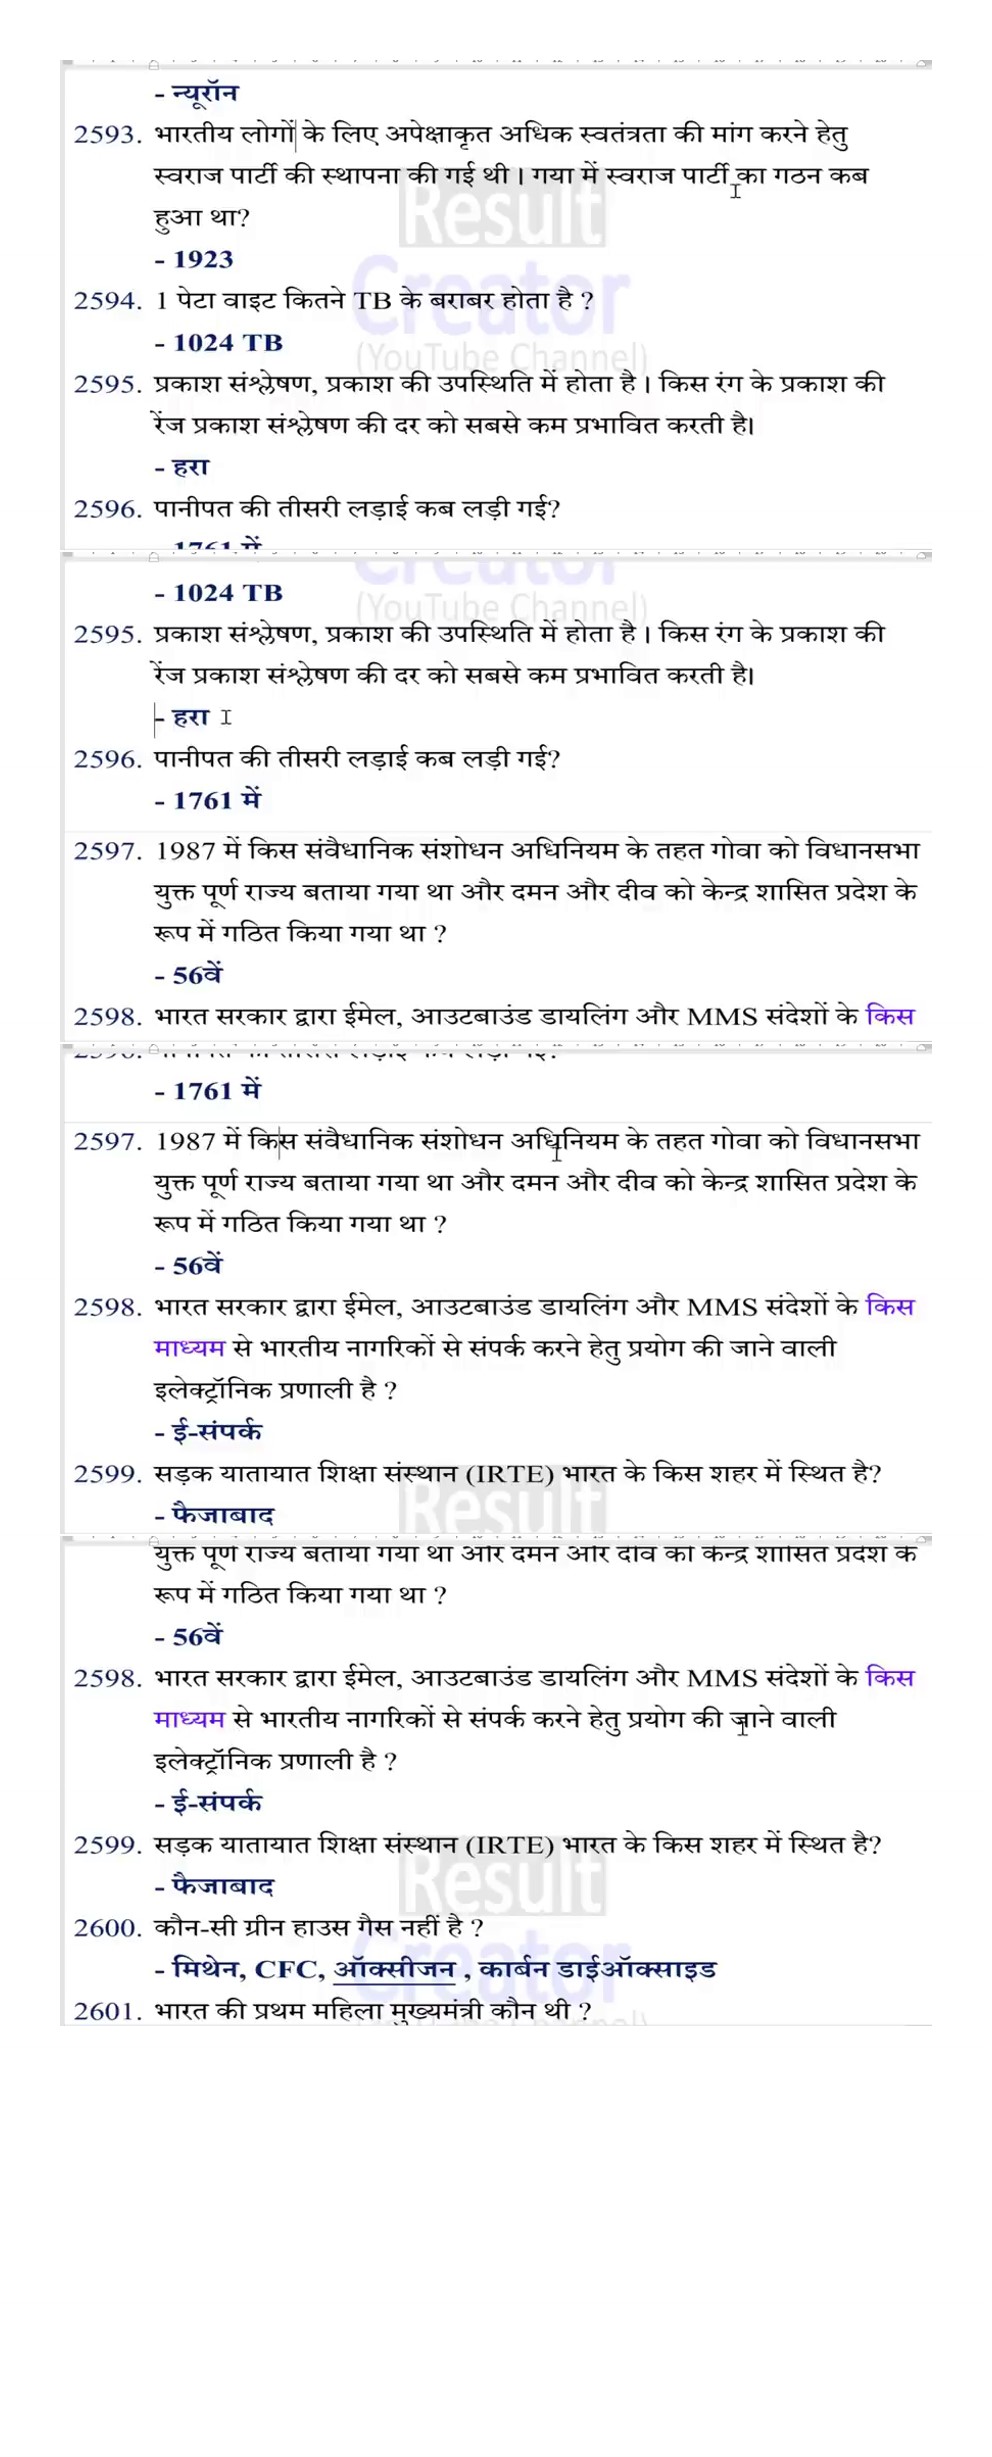 - न्यूरॉन
2593. भारतीय लोगों के लिए अपेक्षाकृत अधिक स्वतंत्रता की मांग करने हेतु
स्वराज पार्टी की स्थापना की गई थी। गया में स्वराज पार्टी का गठन कब
हुआ था?
- 1923
2594. 1 पेटा वाइट कितने TB के बराबर होता है ?
- 1024 TB
2595. प्रकाश संश्लेषण, प्रकाश की उपस्थिति में होता है। किस रंग के प्रकाश की
रेंज प्रकाश संश्लेषण की दर को सबसे कम प्रभावित करती है।
- हरा
2596. पानीपत की तीसरी लड़ाई कब लड़ी गई?
- 1761 में
Result
Creator
(YouTube Channel)
- 1024 TB
(YouTube Channel)
2595. प्रकाश संश्लेषण, प्रकाश की उपस्थिति में होता है। किस रंग के प्रकाश की
रेंज प्रकाश संश्लेषण की दर को सबसे कम प्रभावित करती है।
- हरा
2596. पानीपत की तीसरी लड़ाई कब लड़ी गई?
- 1761 में
2597. 1987 में किस संवैधानिक संशोधन अधिनियम के तहत गोवा को विधानसभा
युक्त पूर्ण राज्य बताया गया था और दमन और दीव को केन्द्र शासित प्रदेश के
रूप में गठित किया गया था ?
- 56वें
2598. भारत सरकार द्वारा ईमेल, आउटबाउंड डायलिंग और MMS संदेशों के किस
- 1761 में
2597. 1987 में किस संवैधानिक संशोधन अधिनियम के तहत गोवा को विधानसभा
युक्त पूर्ण राज्य बताया गया था और दमन और दीव को केन्द्र शासित प्रदेश के
रूप में गठित किया गया था ?
- 56वें
2598. भारत सरकार द्वारा ईमेल, आउटबाउंड डायलिंग और MMS संदेशों के किस
माध्यम से भारतीय नागरिकों से संपर्क करने हेतु प्रयोग की जाने वाली
इलेक्ट्रॉनिक प्रणाली है ?
- ई-संपर्क
2599. सड़क यातायात शिक्षा संस्थान (IRTE) भारत के किस शहर में स्थित है?
- फैजाबाद
Result
युक्त पूर्ण राज्य बताया गया था और दमन और दीव को केन्द्र शासित प्रदेश के
रूप में गठित किया गया था ?
- 56वें
2598. भारत सरकार द्वारा ईमेल, आउटबाउंड डायलिंग और MMS संदेशों के किस
माध्यम से भारतीय नागरिकों से संपर्क करने हेतु प्रयोग की जाने वाली
इलेक्ट्रॉनिक प्रणाली है ?
- ई-संपर्क
2599. सड़क यातायात शिक्षा संस्थान (IRTE) भारत के किस शहर में स्थित है?
- फैजाबाद
2600. कौन-सी ग्रीन हाउस गैस नहीं है ?
- मिथेन, CFC, ऑक्सीजन , कार्बन डाईऑक्साइड
2601. भारत की प्रथम महिला मुख्यमंत्री कौन थी ?
Result
Creator